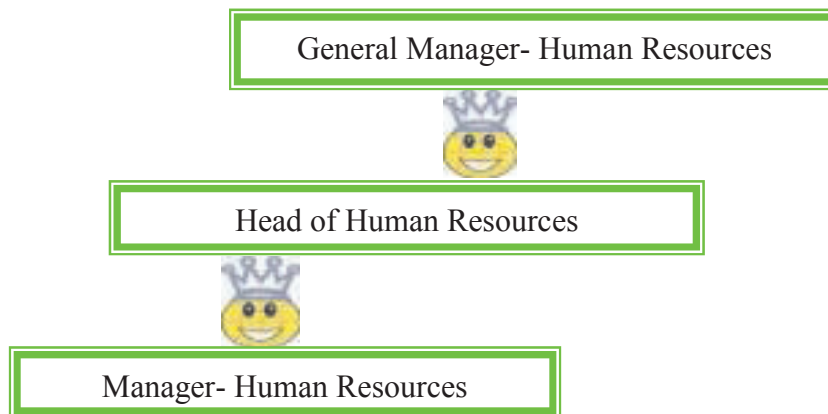 General Manager- Human Resources
Head of Human Resources
Manager- Human Resources